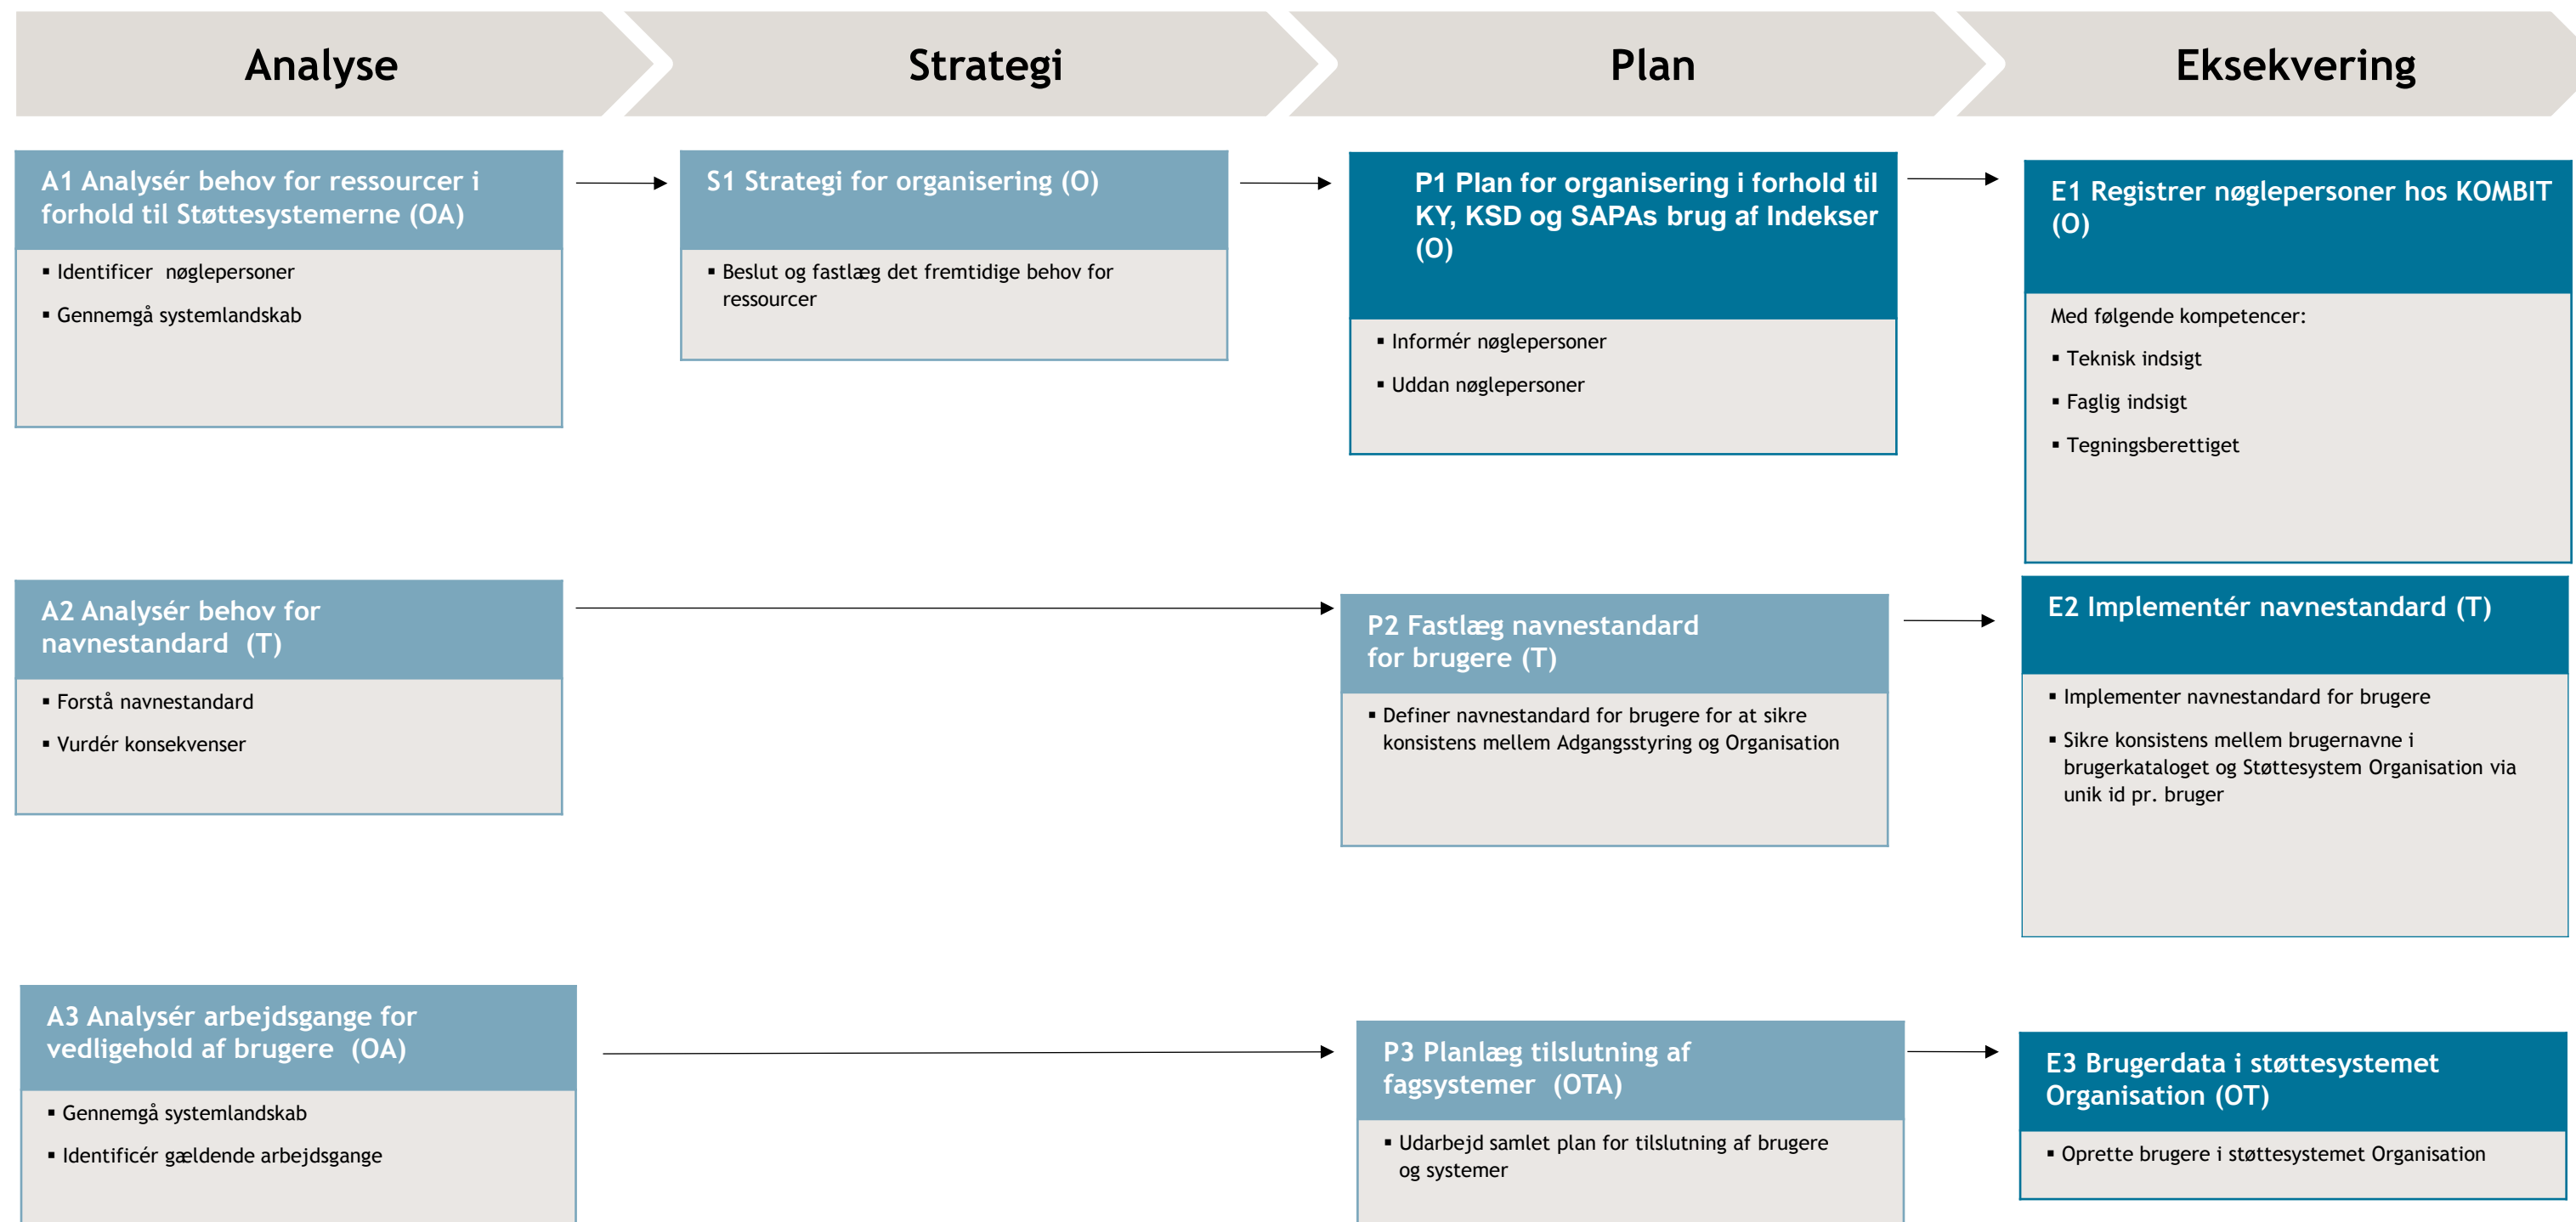 Analyse
Strategi
Plan
Eksekvering
A1 Analysér behov for ressourcer i
forhold til Støttesystemerne (OA)
▪ Identificer  nøglepersoner
▪ Gennemgå systemlandskab
S1 Strategi for organisering (O)
▪ Beslut og fastlæg det fremtidige behov for
ressourcer
P1 Plan for organisering i forhold til
KY, KSD og SAPAs brug af Indekser
(O)
▪ Informér nøglepersoner
▪ Uddan nøglepersoner
E1 Registrer nøglepersoner hos KOMBIT
(O)
Med følgende kompetencer:
▪ Teknisk indsigt
▪ Faglig indsigt
▪ Tegningsberettiget
A2 Analysér behov for
navnestandard  (T)
▪ Forstå navnestandard
▪ Vurdér konsekvenser
P2 Fastlæg navnestandard
for brugere (T)
▪ Definer navnestandard for brugere for at sikre
konsistens mellem Adgangsstyring og Organisation
E2 Implementér navnestandard (T)
▪ Implementer navnestandard for brugere
▪ Sikre konsistens mellem brugernavne i
brugerkataloget og Støttesystem Organisation via
unik id pr. bruger
A3 Analysér arbejdsgange for
vedligehold af brugere  (OA)
▪ Gennemgå systemlandskab
▪ Identificér gældende arbejdsgange
P3 Planlæg tilslutning af
fagsystemer  (OTA)
▪ Udarbejd samlet plan for tilslutning af brugere
og systemer
E3 Brugerdata i støttesystemet
Organisation (OT)
▪ Oprette brugere i støttesystemet Organisation